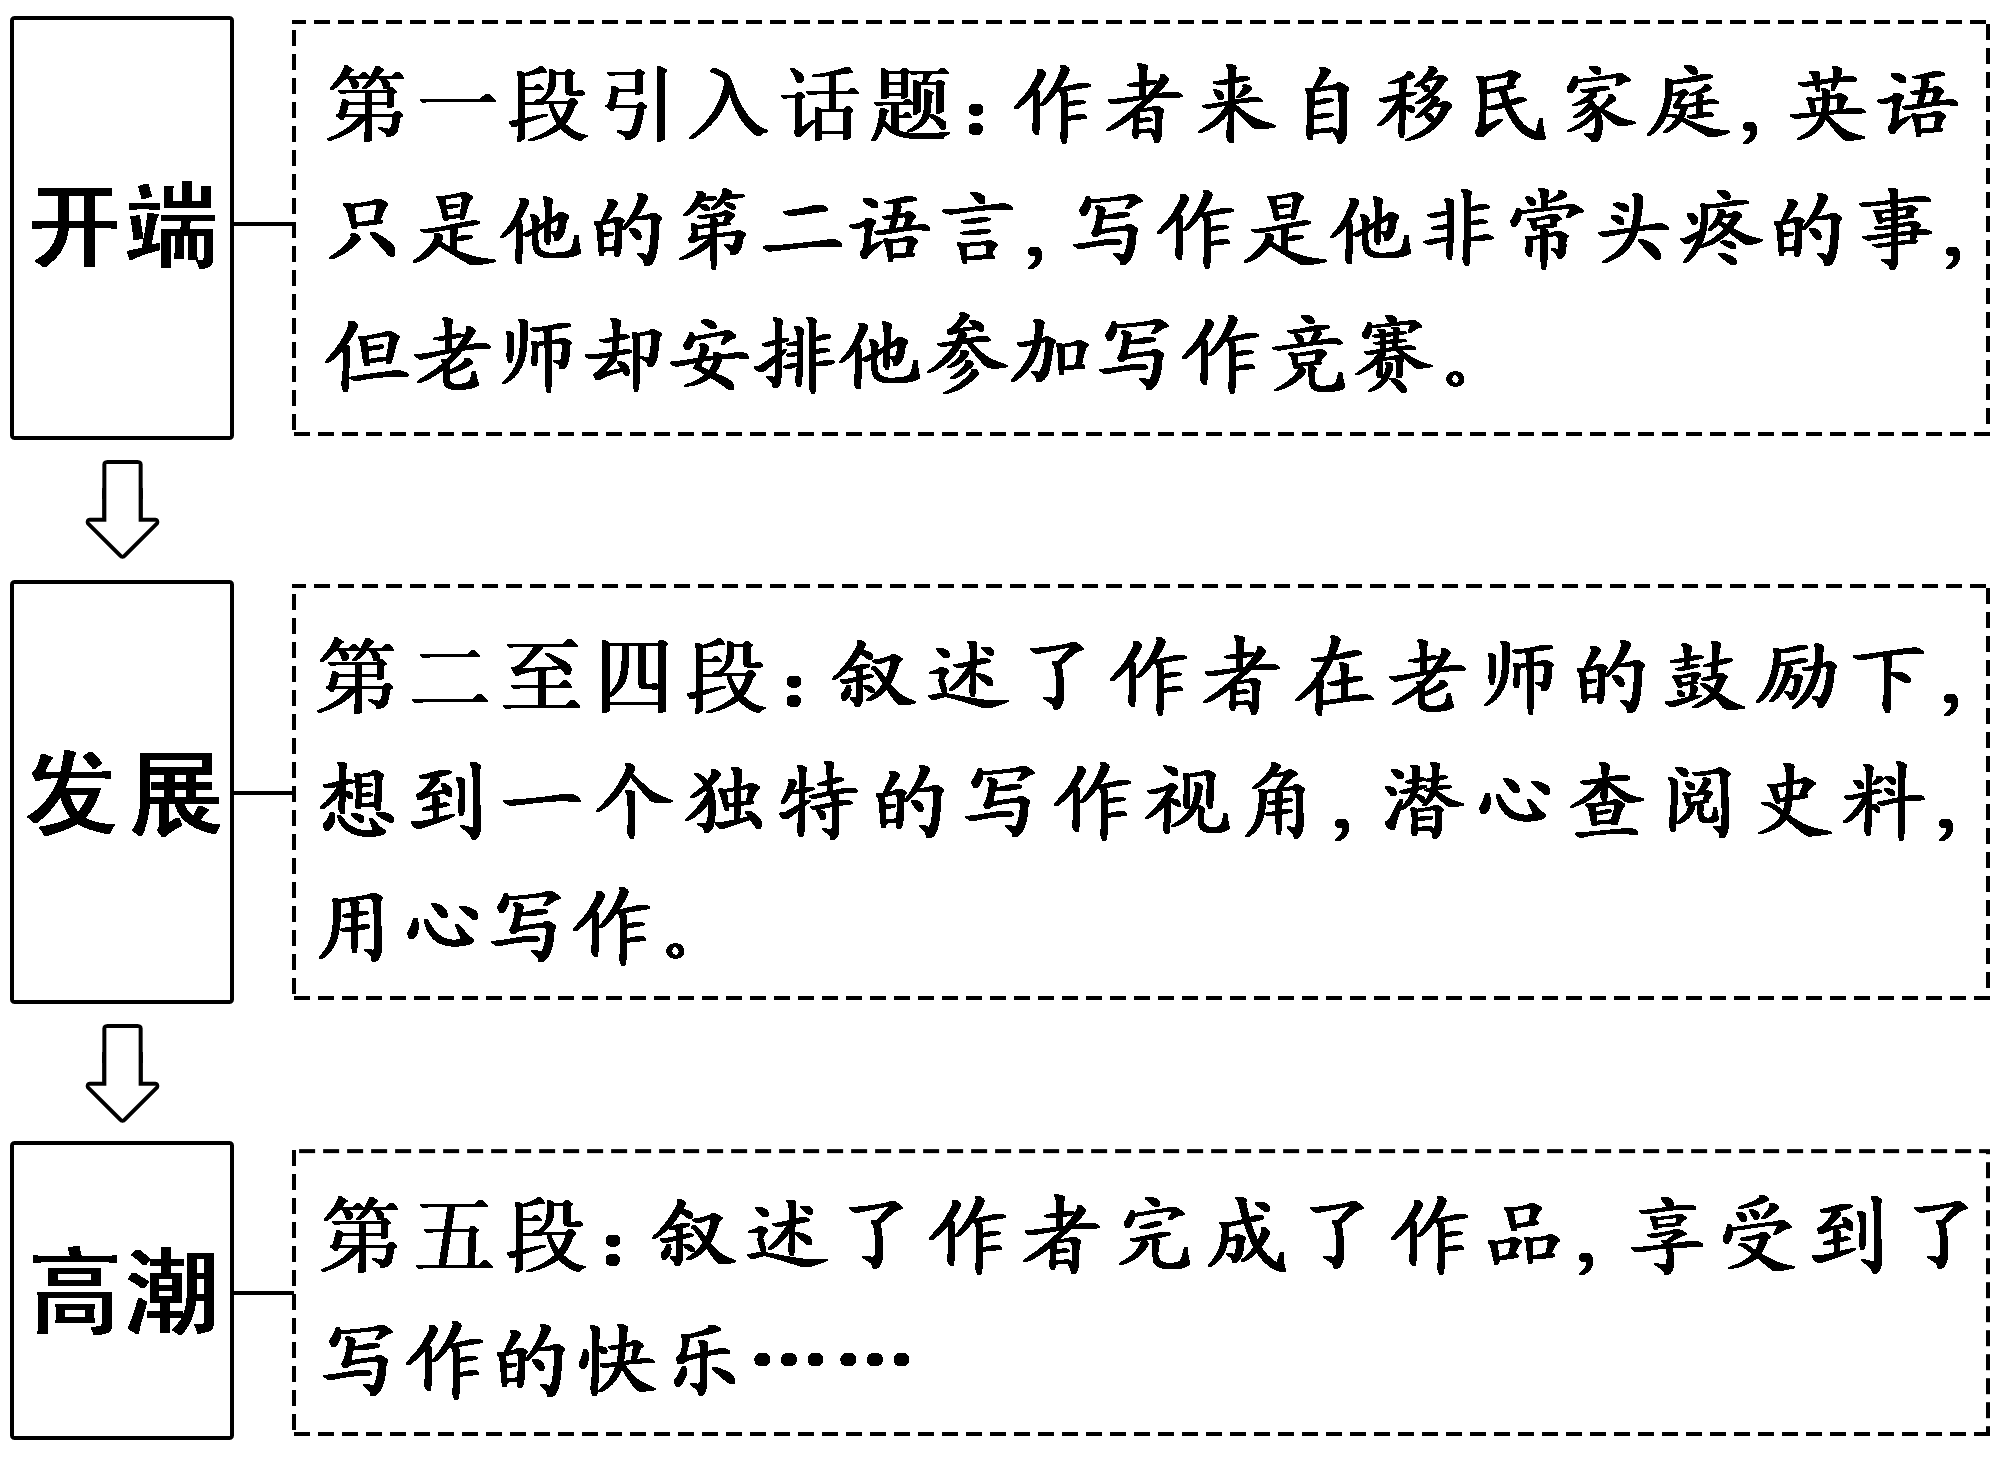 开端
第一段引入话题:作者来自移民家庭,英语
只是他的第二语言,写作是他非常头疼的事,
但老师却安排他参加写作竞赛。
发展
第二至四段:叙述了作者在老师的鼓励下,
想到一个独特的写作视角,潜心查阅史料,
用心写作。
高潮
第五段:叙述了作者完成了作品,享受到了
写作的快乐……